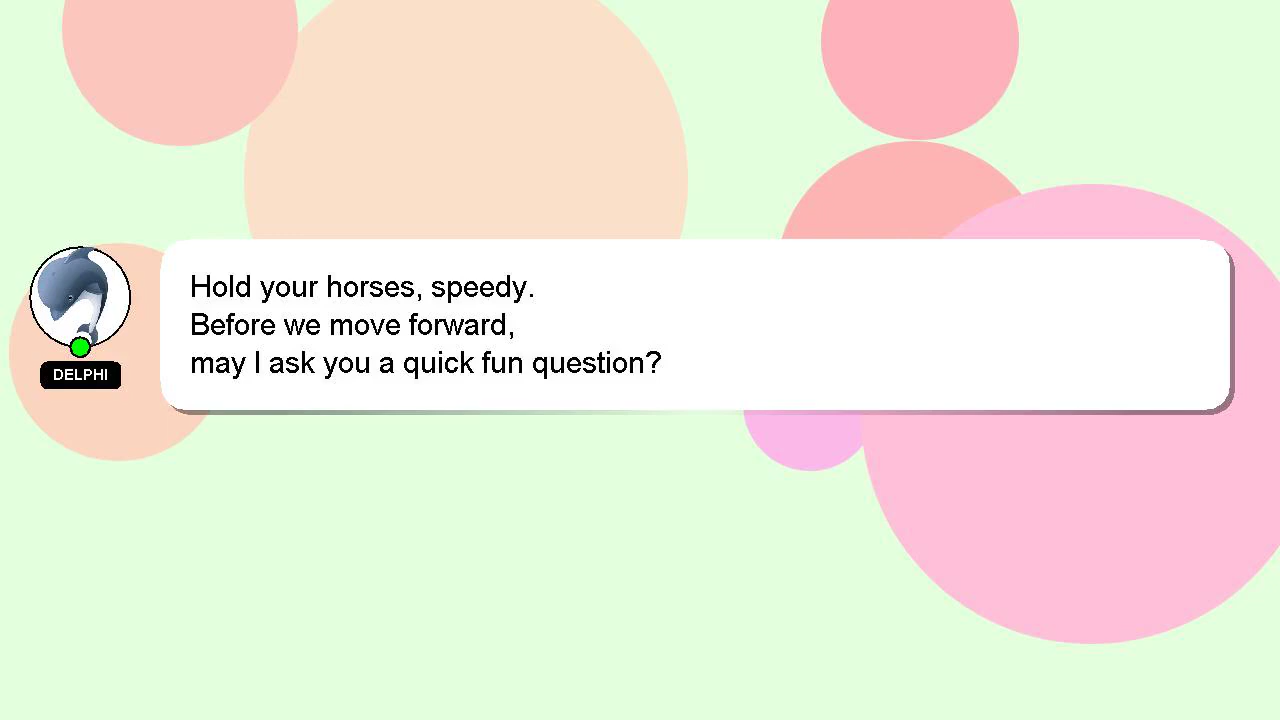 Hold your horses, speedy.
Before we move forward,
may I ask you a quick fun question?
DELPHI